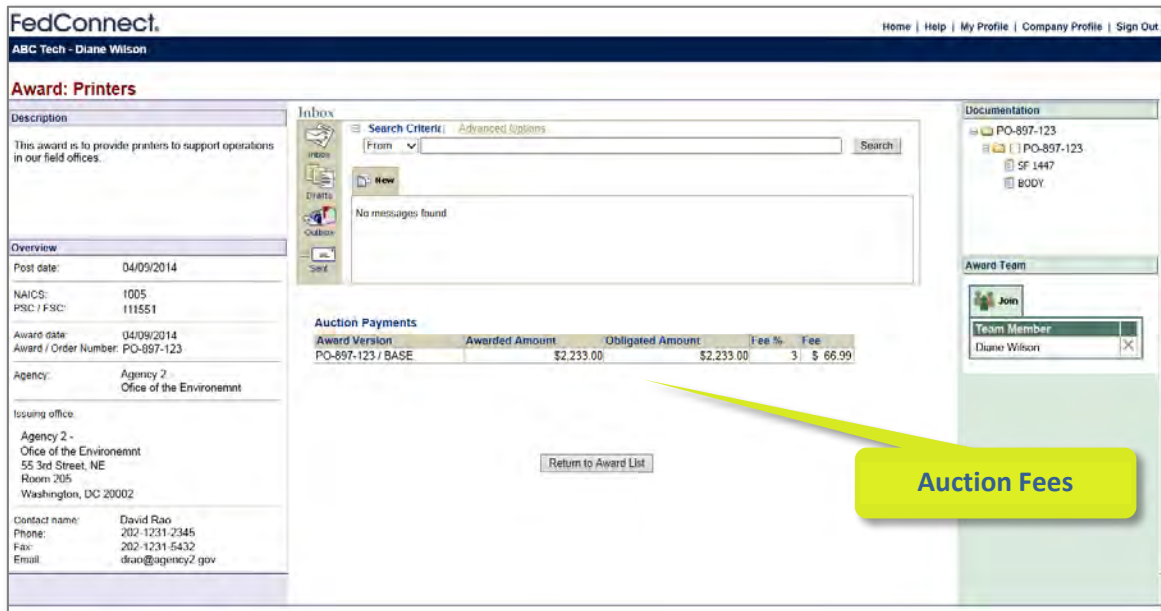 FedConnect.
Home | Help | My Profile | Company Profile | Sign Out
ABC Tech - Diane Wilson
Award: Printers
Description
This award is to provide printers to support operations
in our field offices.
Overview
Post date: 04/09/2014
NAICS: 1005
PSC / FSC: 111551
Award date: 04/09/2014
Award / Order Number: PO-897-123
Agency: Agency 2 -
Ofice of the Environemnt
Issuing office:
Agency 2 -
Ofice of the Environemnt
55 3rd Street, NE
Room 205
Washington, DC 20002
Contact name: David Rao
Phone: 202-1231-2345
Fax: 202-1231-5432
Email: drao@agency2.gov
Inbox
Inbox
Drafts
Outbox
Sent
Search Criteria Advanced Options
From Search
New
No messages found.
Auction Payments
Award Version Awarded Amount Obligated Amount Fee % Fee
PO-897-123 / BASE $2,233.00 $2,233.00 3 $ 66.99
Return to Award List
Documentation
PO-897-123
PO-897-123
SF 1447
BODY
Award Team
Join
Team Member
Diane Wilson
Auction Fees